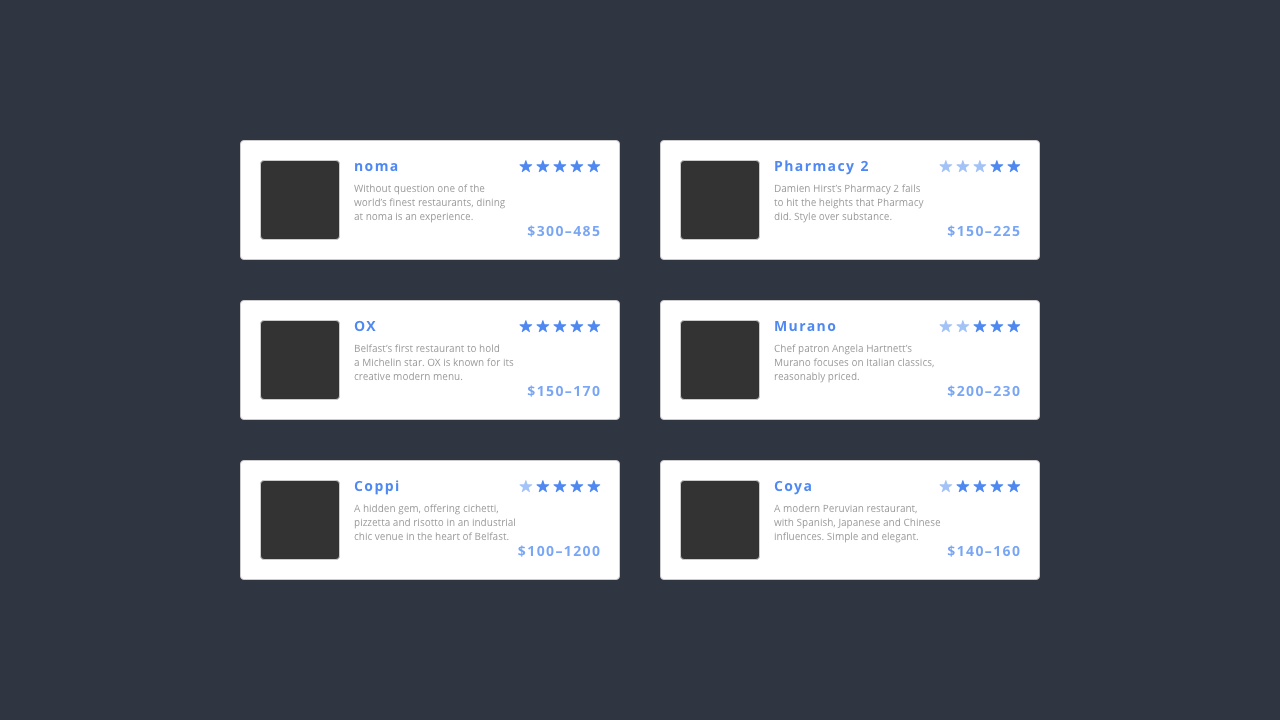 noma
Without question one of the
world's finest restaurants, dining
at noma is an experience.
$300–485
Pharmacy 2
Damien Hirst's Pharmacy 2 fails
to hit the heights that Pharmacy
did. Style over substance.
$150–225
OX
Belfast's first restaurant to hold
a Michelin star. OX is known for its
creative modern menu.
$150–170
Murano
Chef patron Angela Hartnett's
Murano focuses on Italian classics,
reasonably priced.
$200–230
Coppi
A hidden gem, offering cichetti,
pizzetta and risotto in an industrial
chic venue in the heart of Belfast.
$100–1200
Coya
A modern Peruvian restaurant,
with Spanish, Japanese and Chinese
influences. Simple and elegant.
$140–160